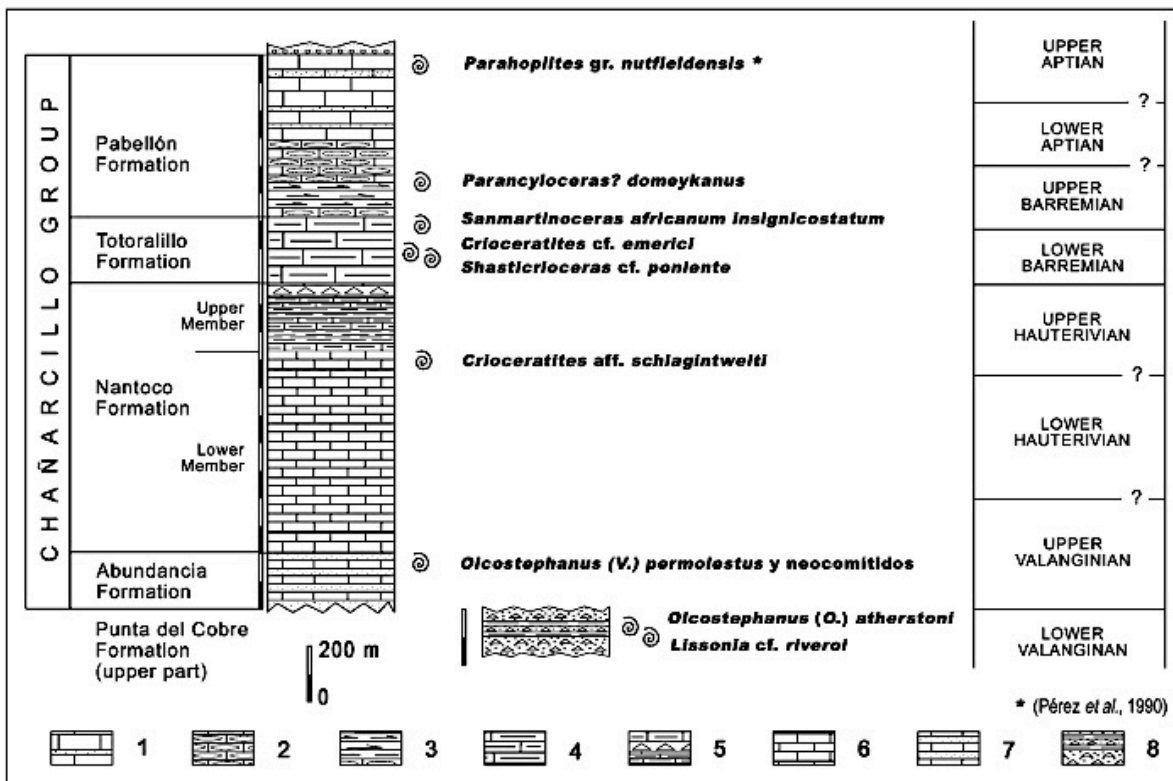 CHAÑARCILLO GROUP
Pabellón
Formation
Totoralillo
Formation
Upper
Member
Nantoco
Formation
Lower
Member
Abundancia
Formation
Punta del Cobre
Formation
(upper part)
200 m
0
Parahoplites gr. nutfieldensis *
Parancyloceras? domeykanus
Sanmartinoceras africanum insignicostatum
Crioceratites cf. emerici
Shasticrioceras cf. poniente
Crioceratites aff. schlagintweiti
Olcostephanus (V.) permolestus y neocomítidos
Olcostephanus (O.) atherstoni
Lissonia cf. riveroi
UPPER
APTIAN
?
LOWER
APTIAN
?
UPPER
BARREMIAN
LOWER
BARREMIAN
UPPER
HAUTERIVIAN
?
LOWER
HAUTERIVIAN
?
UPPER
VALANGINIAN
LOWER
VALANGINAN
* (Pérez et al., 1990)
1 2 3 4 5 6 7 8